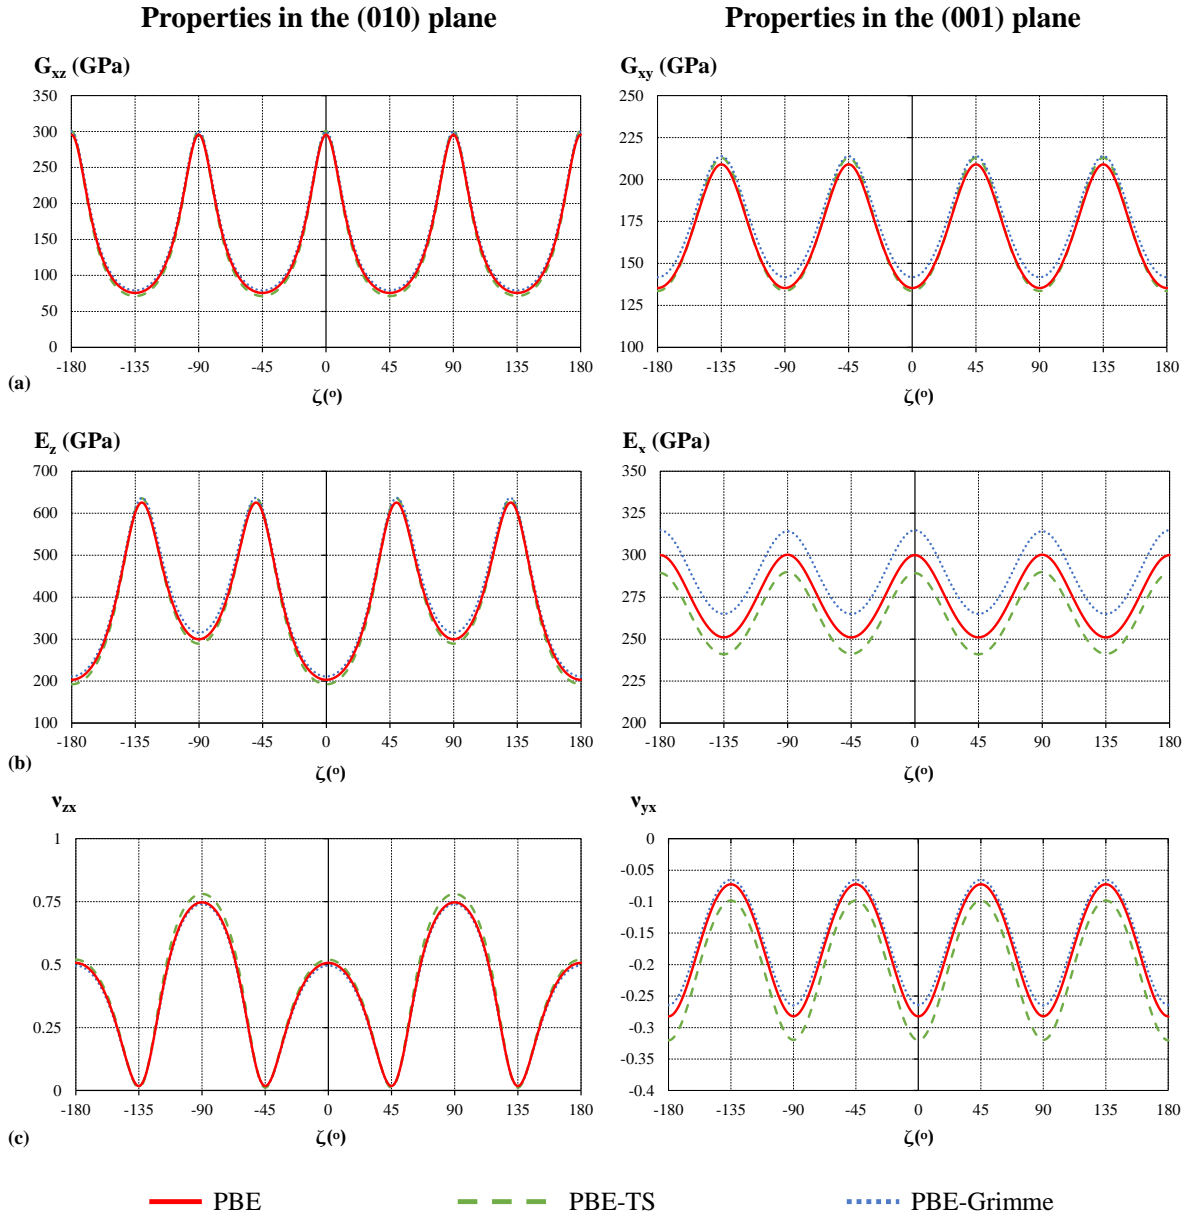 Properties in the (010) plane
Properties in the (001) plane
G_xz (GPa)
350
300
250
200
150
100
50
0
-180 -135 -90 -45 0 45 90 135 180
ζ(o)
(a)
G_xy (GPa)
250
225
200
175
150
125
100
-180 -135 -90 -45 0 45 90 135 180
ζ(o)
E_z (GPa)
700
600
500
400
300
200
100
-180 -135 -90 -45 0 45 90 135 180
ζ(o)
(b)
E_x (GPa)
350
325
300
275
250
225
200
-180 -135 -90 -45 0 45 90 135 180
ζ(o)
ν_zx
1
0.75
0.5
0.25
0
-180 -135 -90 -45 0 45 90 135 180
ζ(o)
(c)
ν_yx
0
-0.05
-0.1
-0.15
-0.2
-0.25
-0.3
-0.35
-0.4
-180 -135 -90 -45 0 45 90 135 180
ζ(o)
PBE
PBE-TS
PBE-Grimme